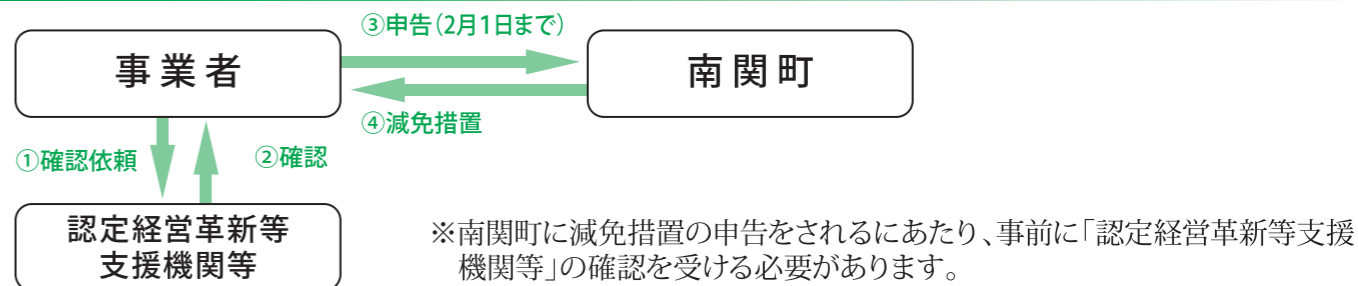 ③申告(2月1日まで)
事業者
南関町
④減免措置
①確認依頼
②確認
認定経営革新等
支援機関等
※南関町に減免措置の申告をされるにあたり、事前に「認定経営革新等支援
機関等」の確認を受ける必要があります。